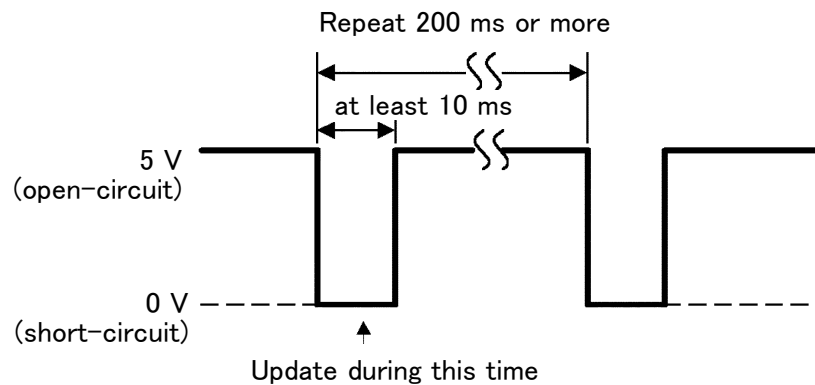 Repeat 200 ms or more
at least 10 ms
5 V
(open-circuit)
0 V
(short-circuit)
Update during this time